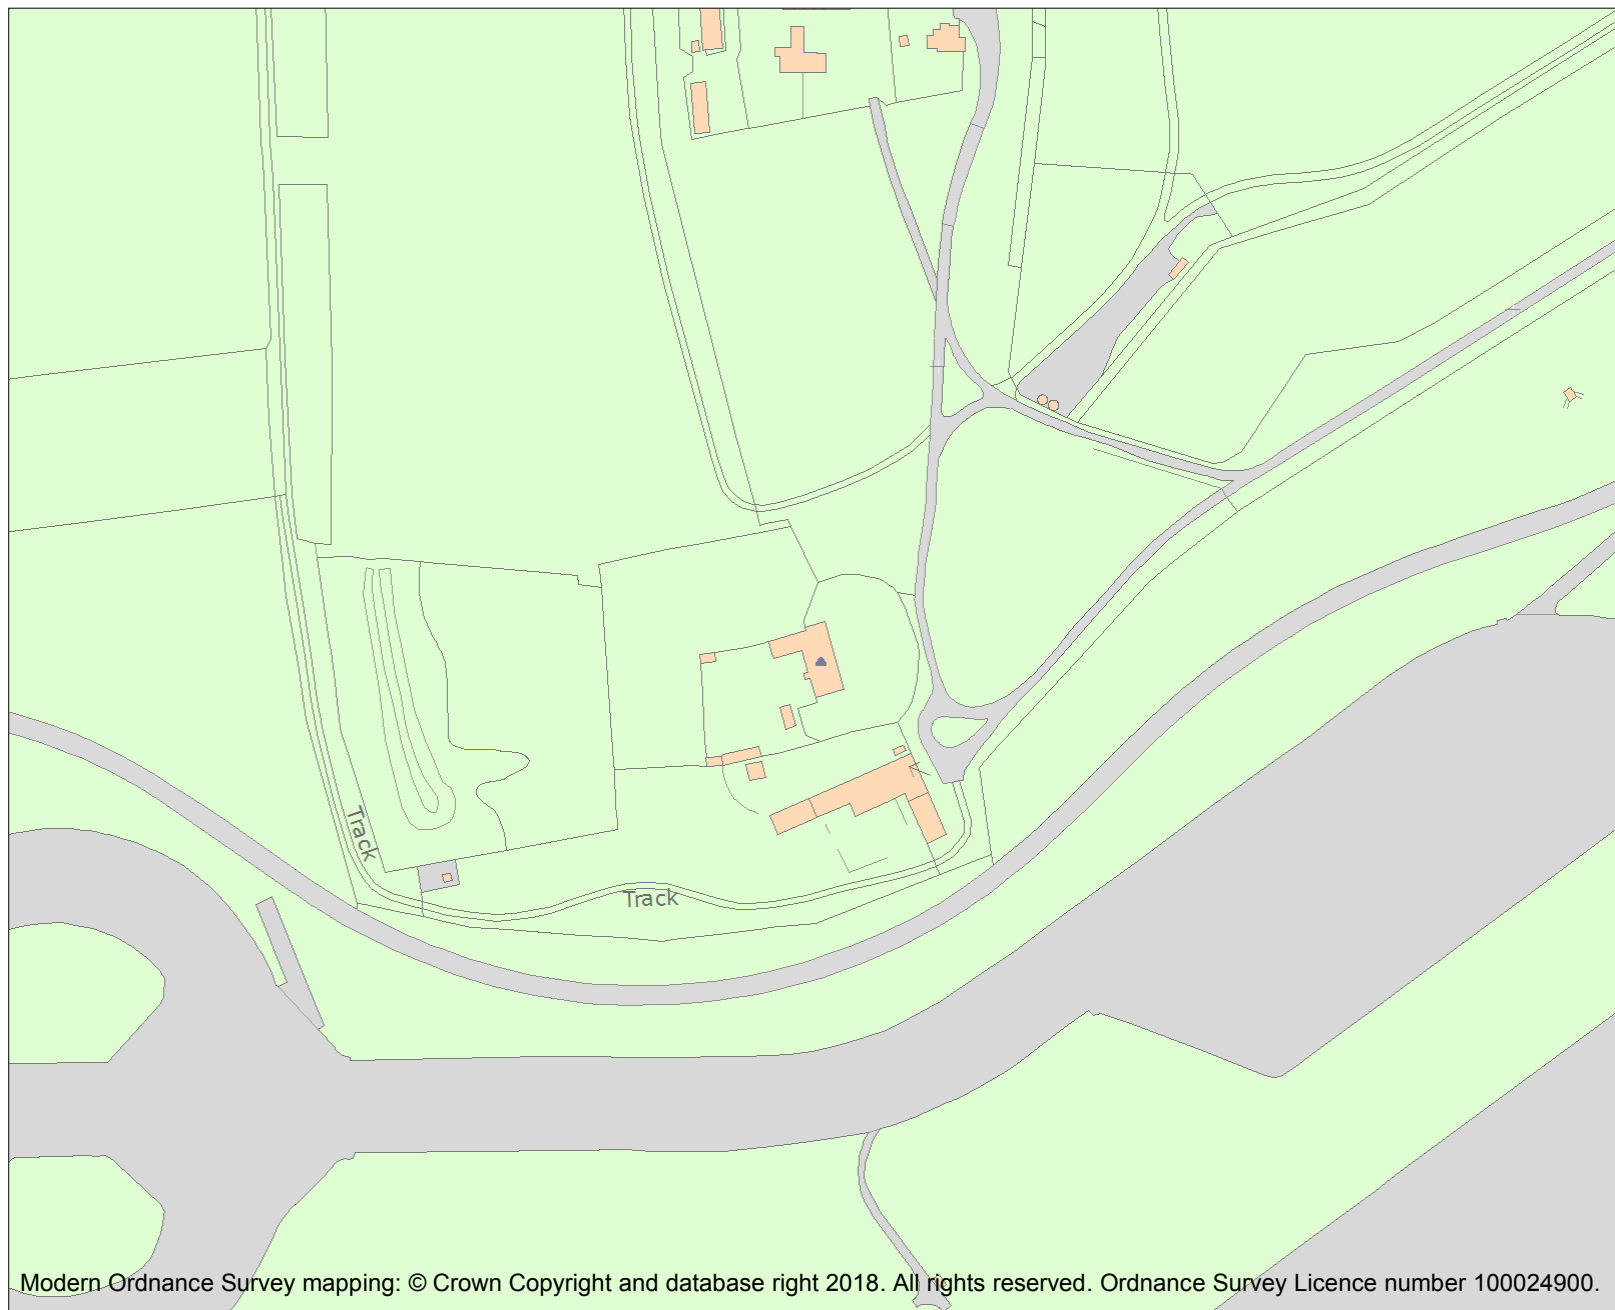 Track
Track
Modern Ordnance Survey mapping: © Crown Copyright and database right 2018. All rights reserved. Ordnance Survey Licence number 100024900.